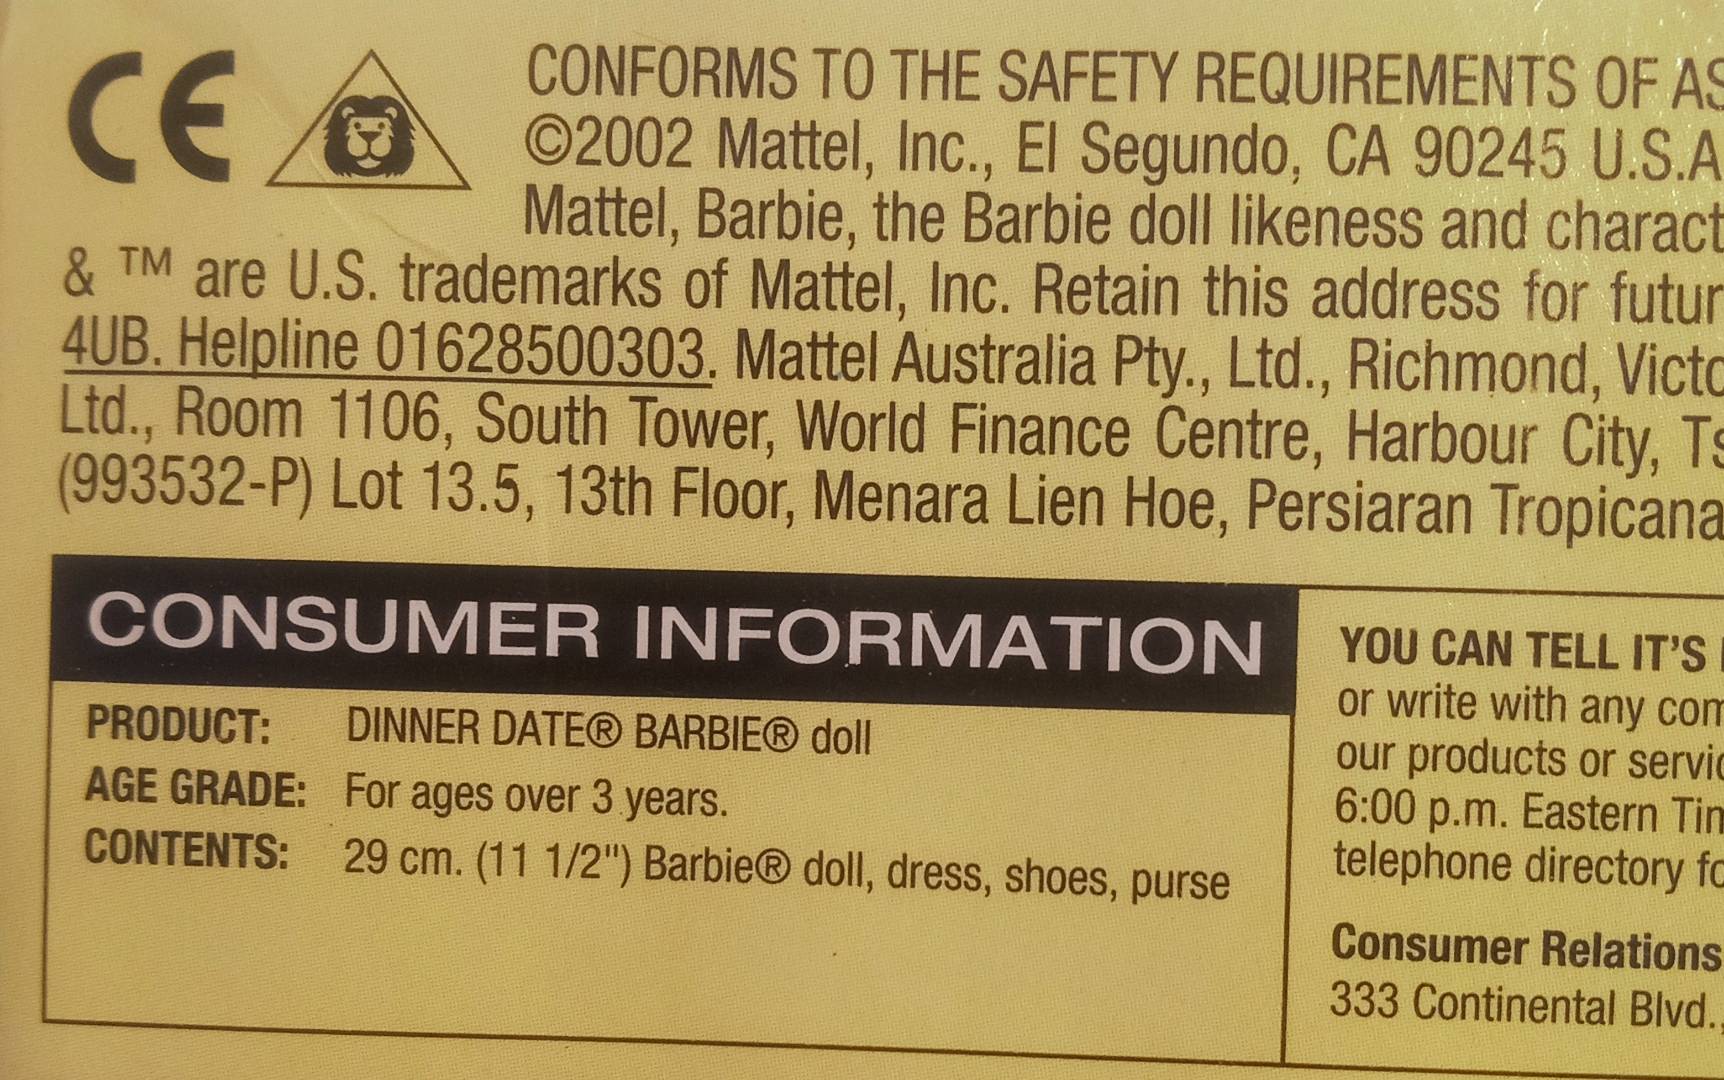 CE
CONFORMS TO THE SAFETY REQUIREMENTS OF
©2002 Mattel, Inc., El Segundo, CA 90245 U.S.A
Mattel, Barbie, the Barbie doll likeness and
& ™ are U.S. trademarks of Mattel, Inc. Retain this address for
4UB. Helpline 01628500303. Mattel Australia Pty., Ltd., Richmond,
Ltd., Room 1106, South Tower, World Finance Centre, Harbour City,
(993532-P) Lot 13.5, 13th Floor, Menara Lien Hoe, Persiaran Tropicana
CONSUMER INFORMATION
PRODUCT: DINNER DATE® BARBIE® doll
AGE GRADE: For ages over 3 years.
CONTENTS: 29 cm. (11 1/2") Barbie® doll, dress, shoes, purse
YOU CAN TELL IT'S
or write with any
our products or
6:00 p.m. Eastern
telephone directory
Consumer Relations
333 Continental Blvd.,